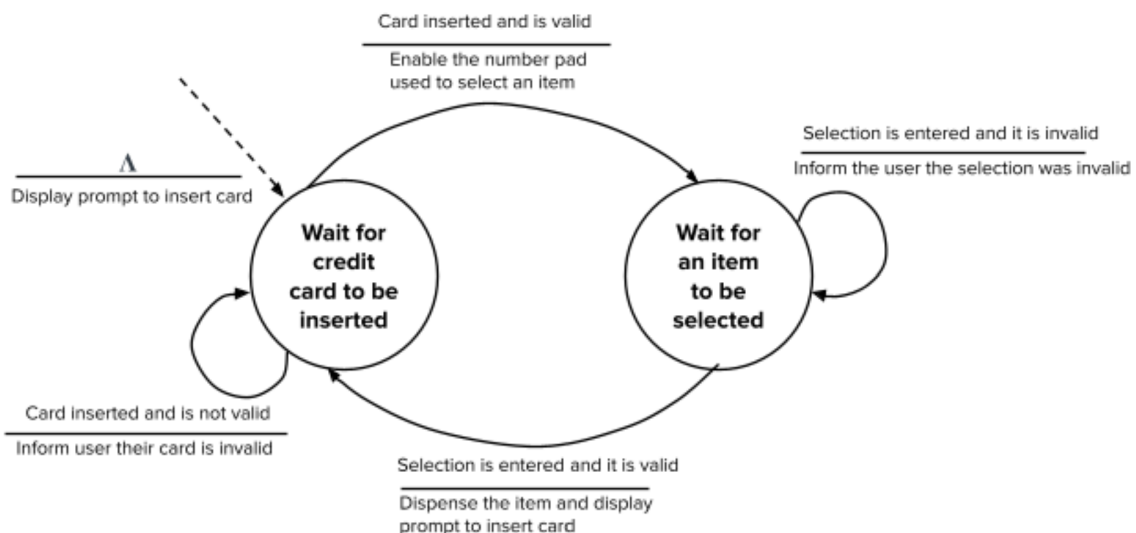 Card inserted and is valid
Enable the number pad
used to select an item
Selection is entered and it is invalid
Inform the user the selection was invalid
Λ
Display prompt to insert card
Wait for
credit
card to be
inserted
Wait for
an item
to be
selected
Card inserted and is not valid
Inform user their card is invalid
Selection is entered and it is valid
Dispense the item and display
prompt to insert card